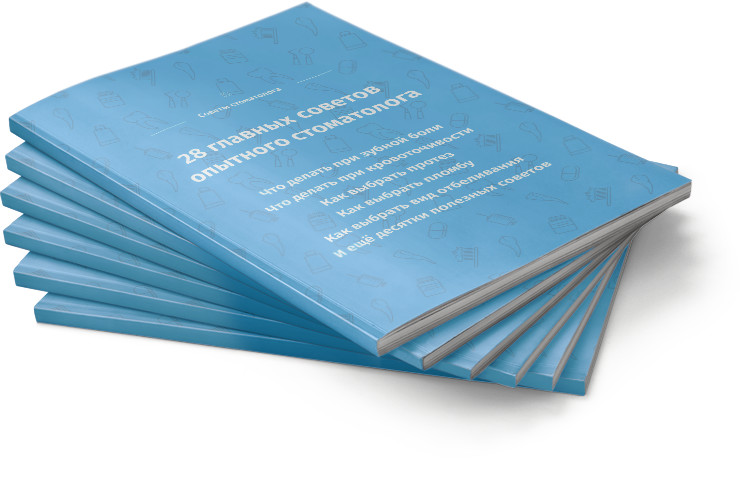 Советы стоматолога
28 главных советов
опытного стоматолога
Что делать при зубной боли
Что делать при кровоточивости
Как выбрать протез
Как выбрать пломбу
Как выбрать вид отбеливания
И ещё десятки полезных советов